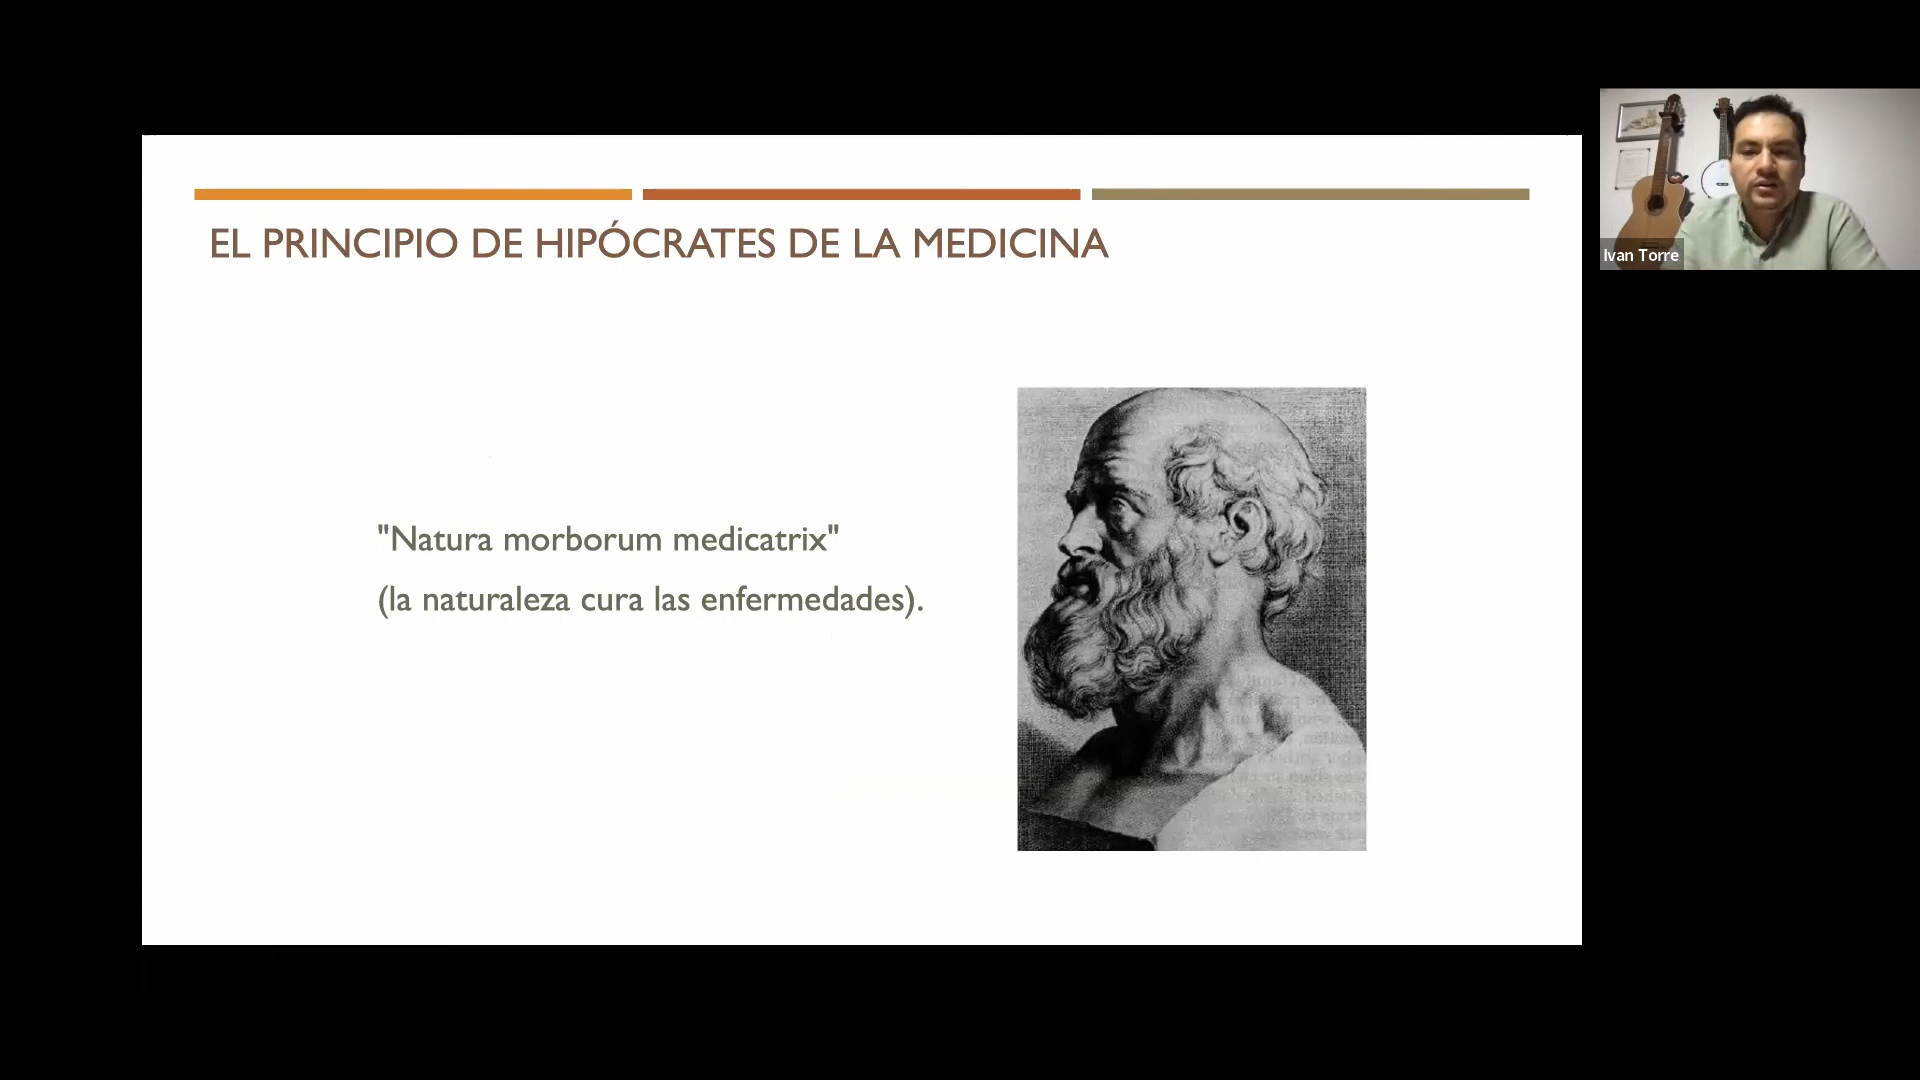 EL PRINCIPIO DE HIPÓCRATES DE LA MEDICINA
"Natura morborum medicatrix"
(la naturaleza cura las enfermedades).
Ivan Torre